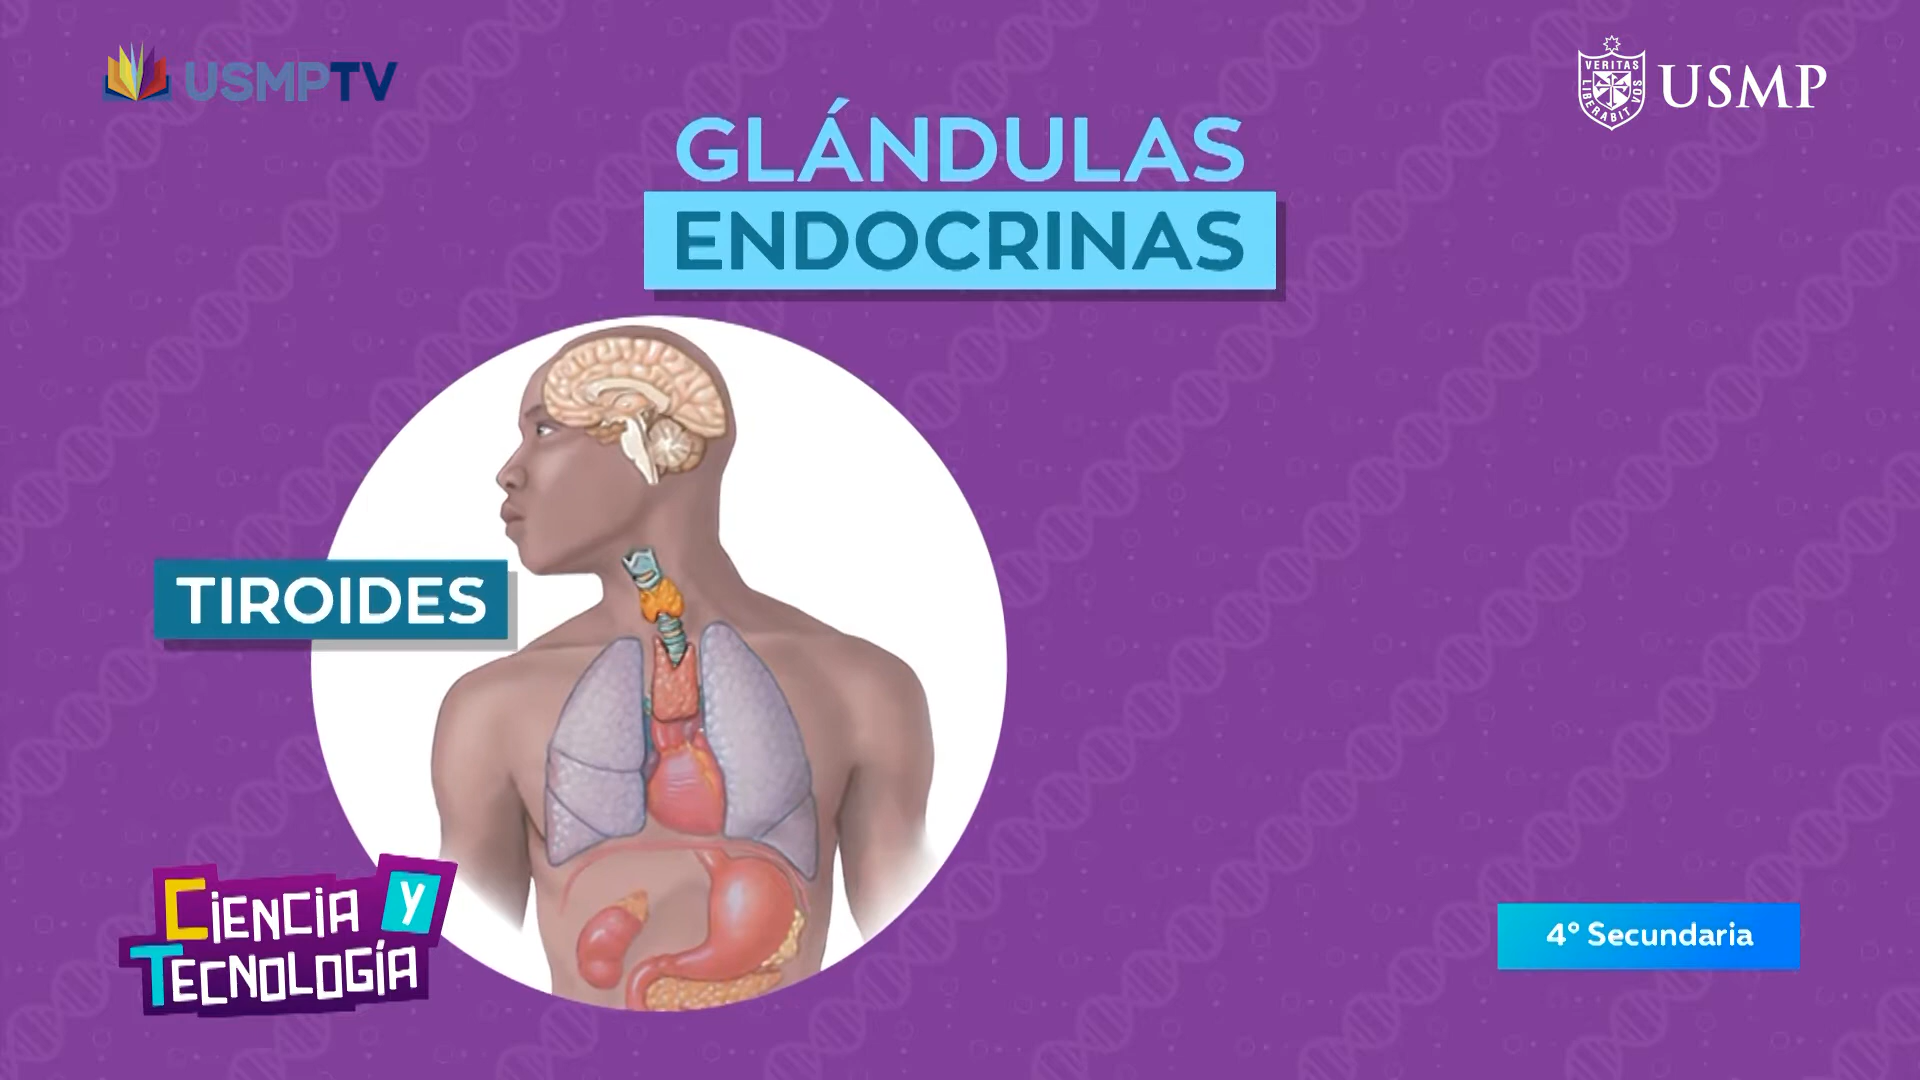 USMPTV
VERITAS
LIBERABIT VOS
USMP
GLÁNDULAS
ENDOCRINAS
TIROIDES
CIENCIA Y
TECNOLOGÍA
4° Secundaria